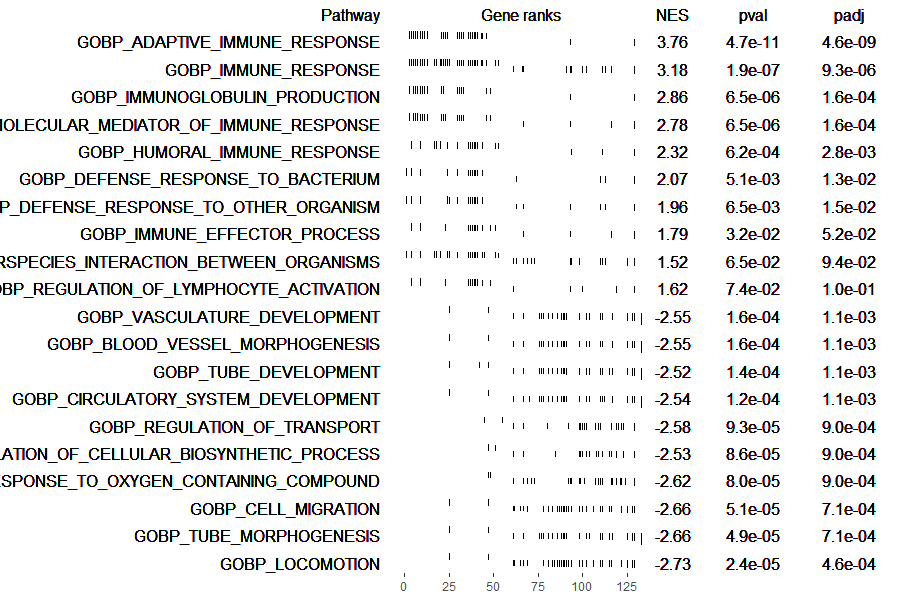 Pathway Gene ranks NES pval padj
GOBP_ADAPTIVE_IMMUNE_RESPONSE 3.76 4.7e-11 4.6e-09
GOBP_IMMUNE_RESPONSE 3.18 1.9e-07 9.3e-06
GOBP_IMMUNOGLOBULIN_PRODUCTION 2.86 6.5e-06 1.6e-04
OLECULAR_MEDIATOR_OF_IMMUNE_RESPONSE 2.78 6.5e-06 1.6e-04
GOBP_HUMORAL_IMMUNE_RESPONSE 2.32 6.2e-04 2.8e-03
GOBP_DEFENSE_RESPONSE_TO_BACTERIUM 2.07 5.1e-03 1.3e-02
P_DEFENSE_RESPONSE_TO_OTHER_ORGANISM 1.96 6.5e-03 1.5e-02
GOBP_IMMUNE_EFFECTOR_PROCESS 1.79 3.2e-02 5.2e-02
RSPECIES_INTERACTION_BETWEEN_ORGANISMS 1.52 6.5e-02 9.4e-02
OBP_REGULATION_OF_LYMPHOCYTE_ACTIVATION 1.62 7.4e-02 1.0e-01
GOBP_VASCULATURE_DEVELOPMENT -2.55 1.6e-04 1.1e-03
GOBP_BLOOD_VESSEL_MORPHOGENESIS -2.55 1.6e-04 1.1e-03
GOBP_TUBE_DEVELOPMENT -2.52 1.4e-04 1.1e-03
GOBP_CIRCULATORY_SYSTEM_DEVELOPMENT -2.54 1.2e-04 1.1e-03
GOBP_REGULATION_OF_TRANSPORT -2.58 9.3e-05 9.0e-04
LATION_OF_CELLULAR_BIOSYNTHETIC_PROCESS -2.53 8.6e-05 9.0e-04
ESPONSE_TO_OXYGEN_CONTAINING_COMPOUND -2.62 8.0e-05 9.0e-04
GOBP_CELL_MIGRATION -2.66 5.1e-05 7.1e-04
GOBP_TUBE_MORPHOGENESIS -2.66 4.9e-05 7.1e-04
GOBP_LOCOMOTION -2.73 2.4e-05 4.6e-04
0 25 50 75 100 125